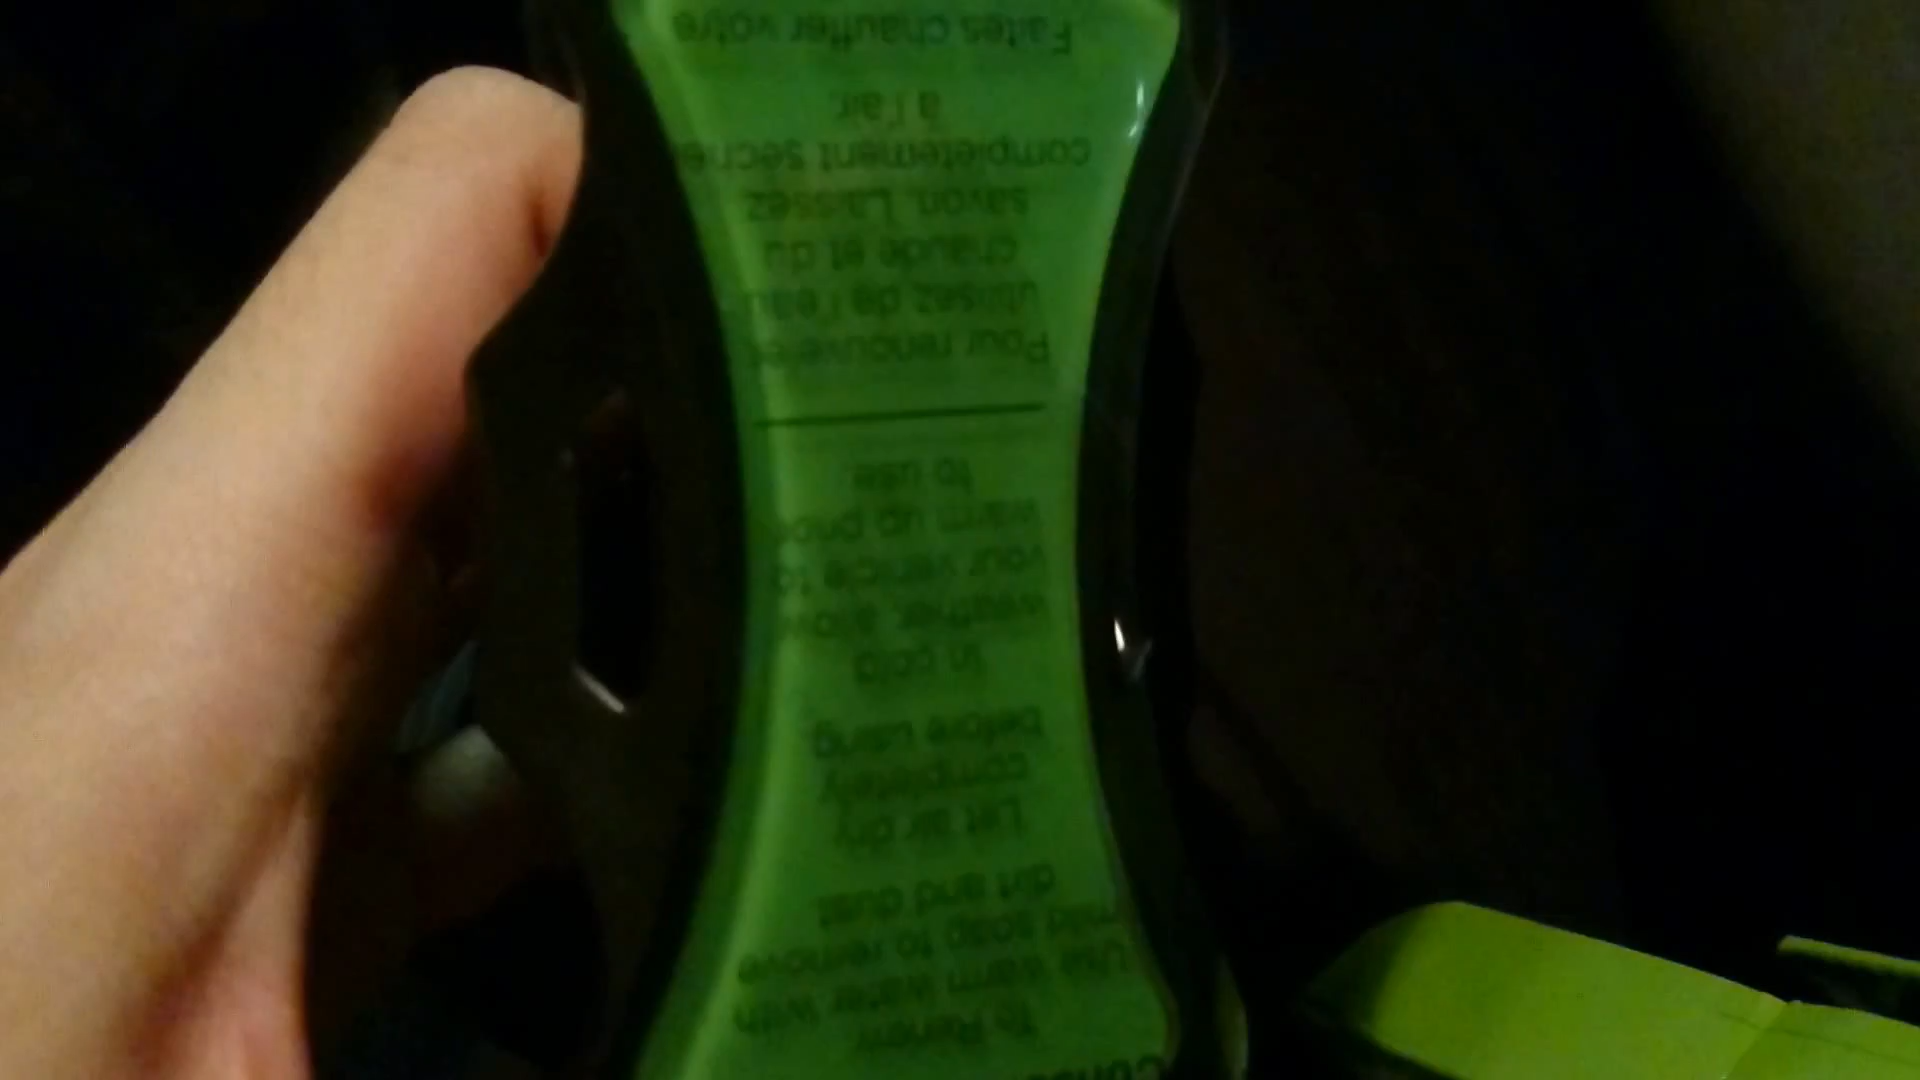 To Renew
Use warm water with
mild soap to remove
dirt and dust
Let air dry
completely
before using
In cold
weather, allow
your vehicle to
warm up prior
to use
Pour renouveler
utilisez de l'eau
chaude et du
savon. Laissez
complètement séche
à l'air.
Faites chauffer votre